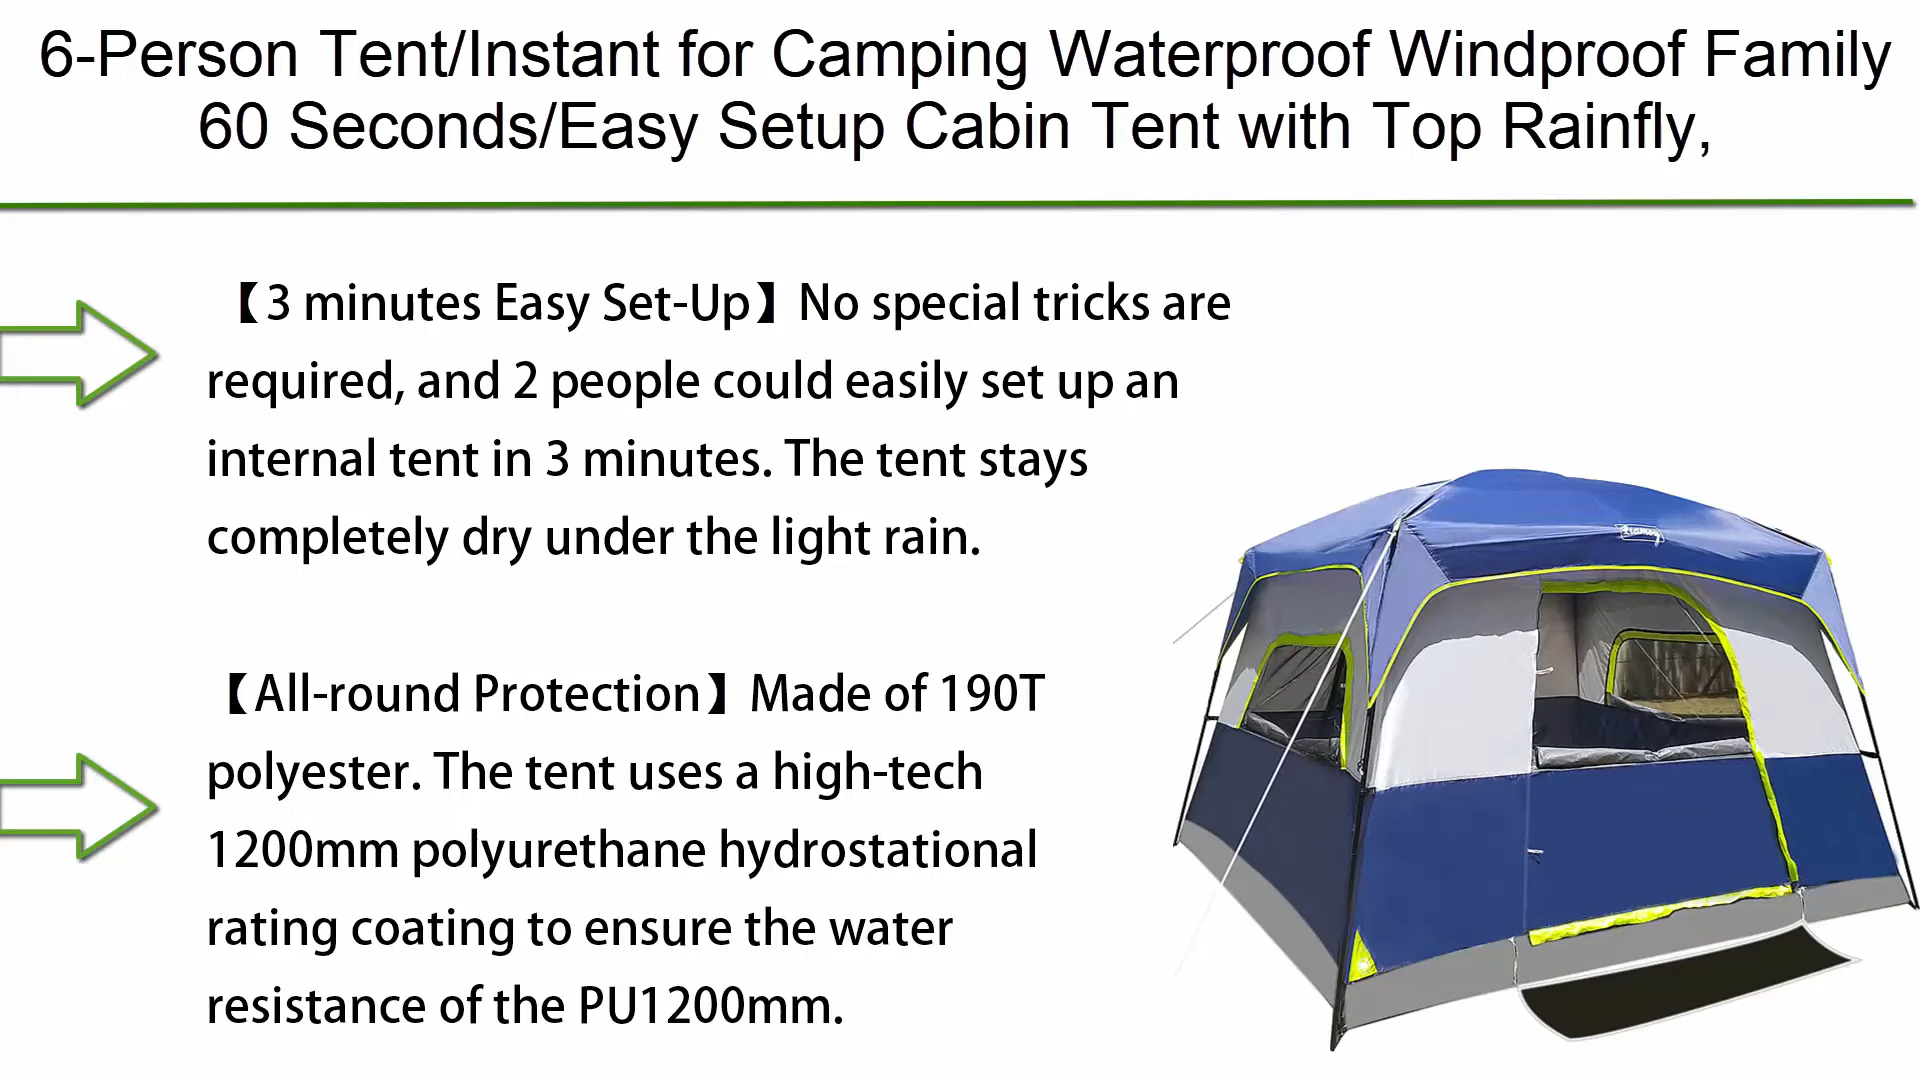 6-Person Tent/Instant for Camping Waterproof Windproof Family
60 Seconds/Easy Setup Cabin Tent with Top Rainfly,
【3 minutes Easy Set-Up】No special tricks are
required, and 2 people could easily set up an
internal tent in 3 minutes. The tent stays
completely dry under the light rain.
【All-round Protection】Made of 190T
polyester. The tent uses a high-tech
1200mm polyurethane hydrostational
rating coating to ensure the water
resistance of the PU1200mm.